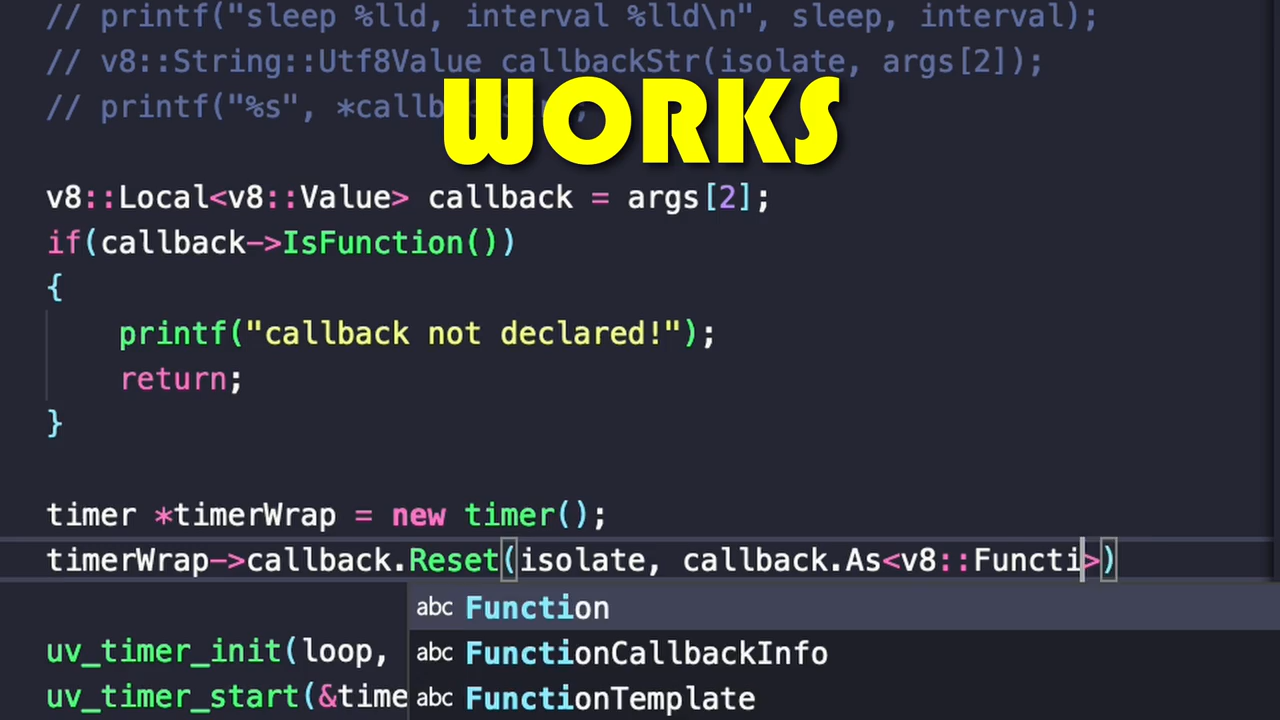 // printf("sleep %lld, interval %lld\n", sleep, interval);
// v8::String::Utf8Value callbackStr(isolate, args[2]);
// printf("%s", *callb
WORKS
v8::Local<v8::Value> callback = args[2];
if(callback->IsFunction())
{
printf("callback not declared!");
return;
}
timer *timerWrap = new timer();
timerWrap->callback.Reset(isolate, callback.As<v8::Functi>)
abc Function
uv_timer_init(loop, abc FunctionCallbackInfo
uv_timer_start(&time abc FunctionTemplate